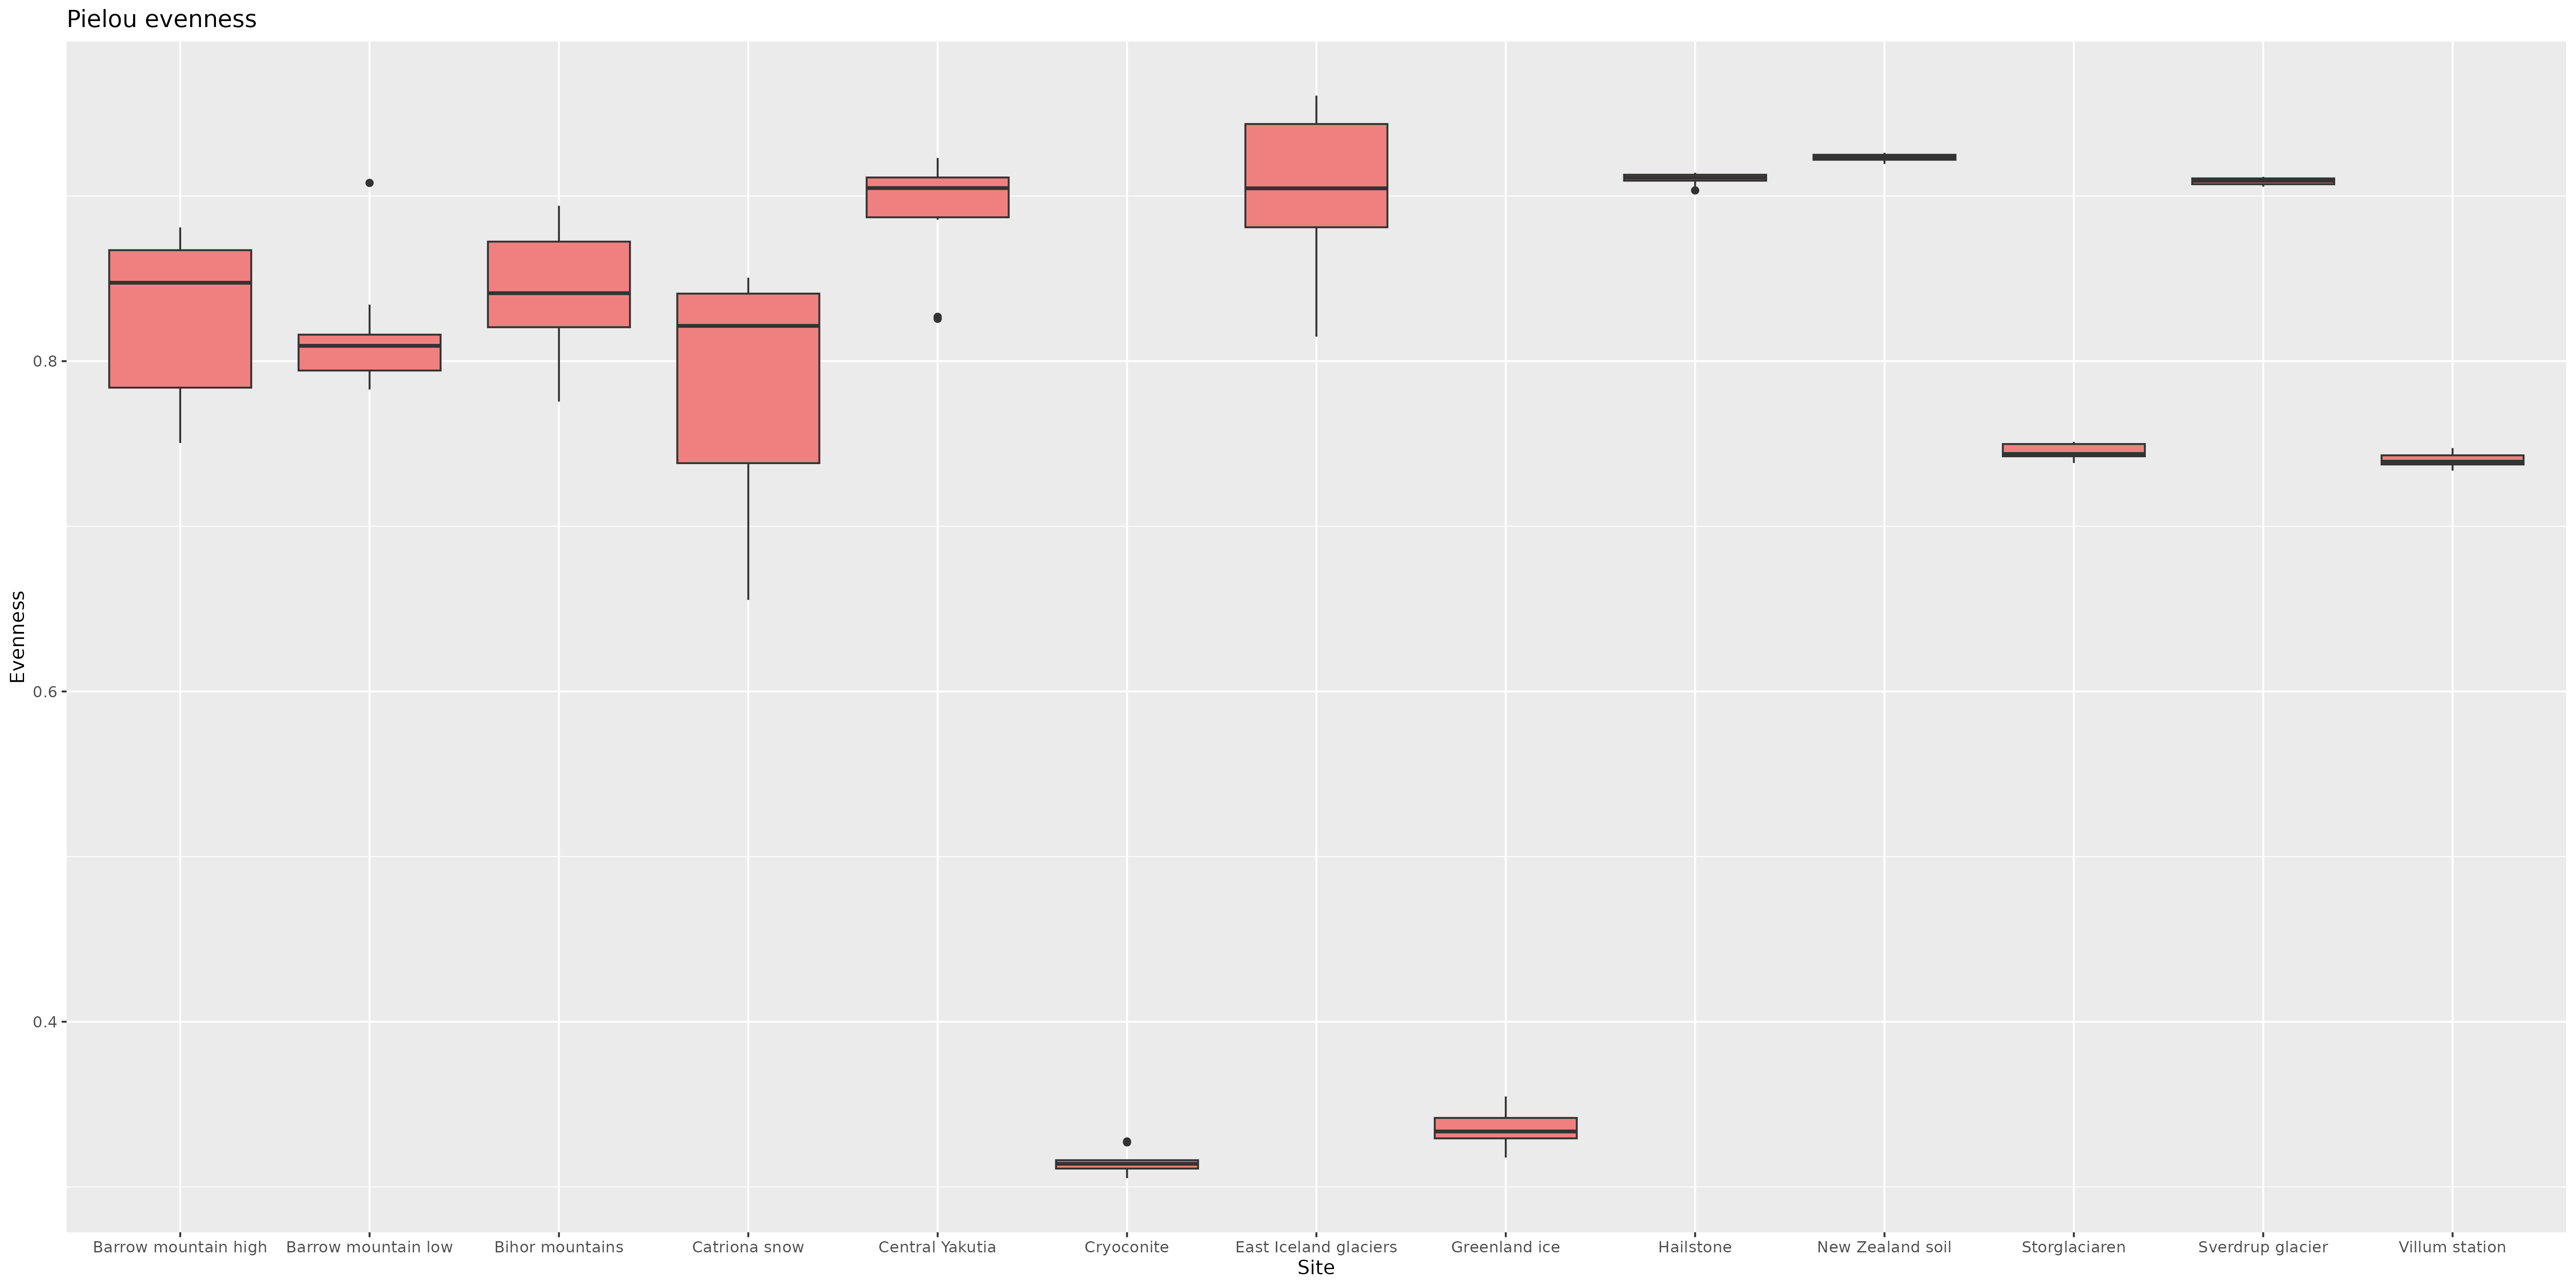 Pielou evenness
Evenness
0.8
0.6
0.4
Barrow mountain high Barrow mountain low Bihor mountains Catriona snow Central Yakutia Cryoconite East Iceland glaciers Greenland ice Hailstone New Zealand soil Storglaciaren Sverdrup glacier Villum station
Site